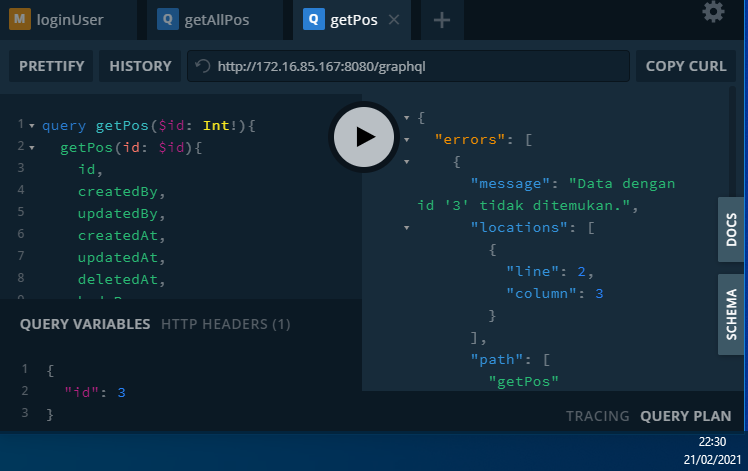 M loginUser
Q getAllPos
Q getPos ×
+
PRETTIFY
HISTORY
http://172.16.85.167:8080/graphql
COPY CURL
1 query getPos($id: Int!){
2 getPos(id: $id){
3 id,
4 createdBy,
5 updatedBy,
6 createdAt,
7 updatedAt,
8 deletedAt,
QUERY VARIABLES HTTP HEADERS (1)
1 {
2 "id": 3
3 }
{
"errors": [
{
"message": "Data dengan
id '3' tidak ditemukan.",
"locations": [
{
"line": 2,
"column": 3
}
],
"path": [
"getPos"
DOCS
SCHEMA
TRACING QUERY PLAN
22:30
21/02/2021